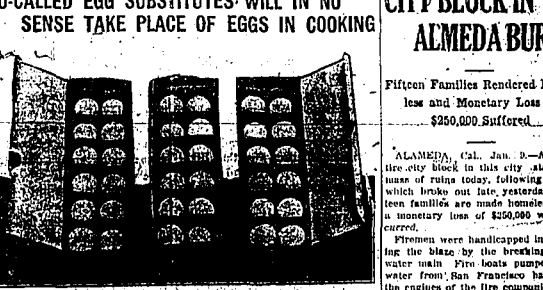 O-CALLED EGG SUBSTITUTES WILL IN NO
SENSE TAKE PLACE OF EGGS IN COOKING
CITY BLOCK IN
ALMEDA BUR
Fifteen Families Rendered
less and Monetary Loss
$250,000 Suffered
ALAMEDA, Cal., Jan. 9.—A
tire city block in this city
mass of ruins today, following
which broke out late yesterda
teen families are made homele
a monetary loss of $250,000 w
curred.
Firemen were handicapped in
ing the blaze by the breaking
water main Fire boats pumpe
water from San Francisco ba
the engines of the fire compani